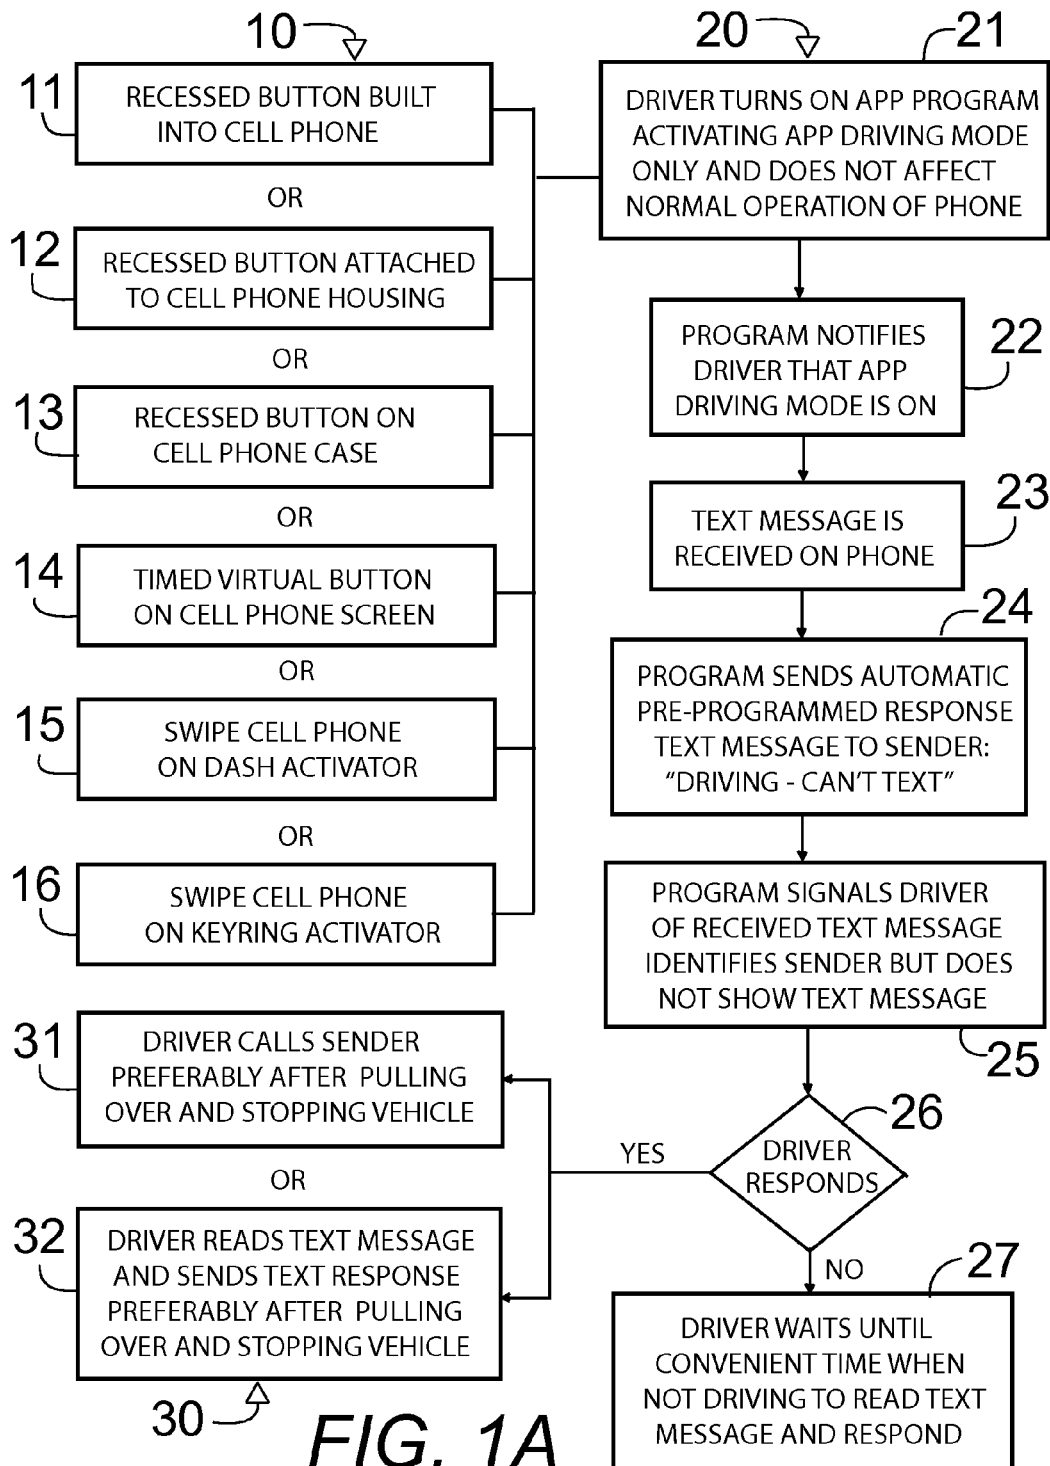 10
11
RECESSED BUTTON BUILT
INTO CELL PHONE
OR
12
RECESSED BUTTON ATTACHED
TO CELL PHONE HOUSING
OR
13
RECESSED BUTTON ON
CELL PHONE CASE
OR
14
TIMED VIRTUAL BUTTON
ON CELL PHONE SCREEN
OR
15
SWIPE CELL PHONE
ON DASH ACTIVATOR
OR
16
SWIPE CELL PHONE
ON KEYRING ACTIVATOR
20
21
DRIVER TURNS ON APP PROGRAM
ACTIVATING APP DRIVING MODE
ONLY AND DOES NOT AFFECT
NORMAL OPERATION OF PHONE
22
PROGRAM NOTIFIES
DRIVER THAT APP
DRIVING MODE IS ON
23
TEXT MESSAGE IS
RECEIVED ON PHONE
24
PROGRAM SENDS AUTOMATIC
PRE-PROGRAMMED RESPONSE
TEXT MESSAGE TO SENDER:
“DRIVING - CAN'T TEXT”
PROGRAM SIGNALS DRIVER
OF RECEIVED TEXT MESSAGE
IDENTIFIES SENDER BUT DOES
NOT SHOW TEXT MESSAGE
25
26
DRIVER
RESPONDS
YES
NO
31
DRIVER CALLS SENDER
PREFERABLY AFTER PULLING
OVER AND STOPPING VEHICLE
OR
32
DRIVER READS TEXT MESSAGE
AND SENDS TEXT RESPONSE
PREFERABLY AFTER PULLING
OVER AND STOPPING VEHICLE
30
27
DRIVER WAITS UNTIL
CONVENIENT TIME WHEN
NOT DRIVING TO READ TEXT
MESSAGE AND RESPOND
FIG. 1A